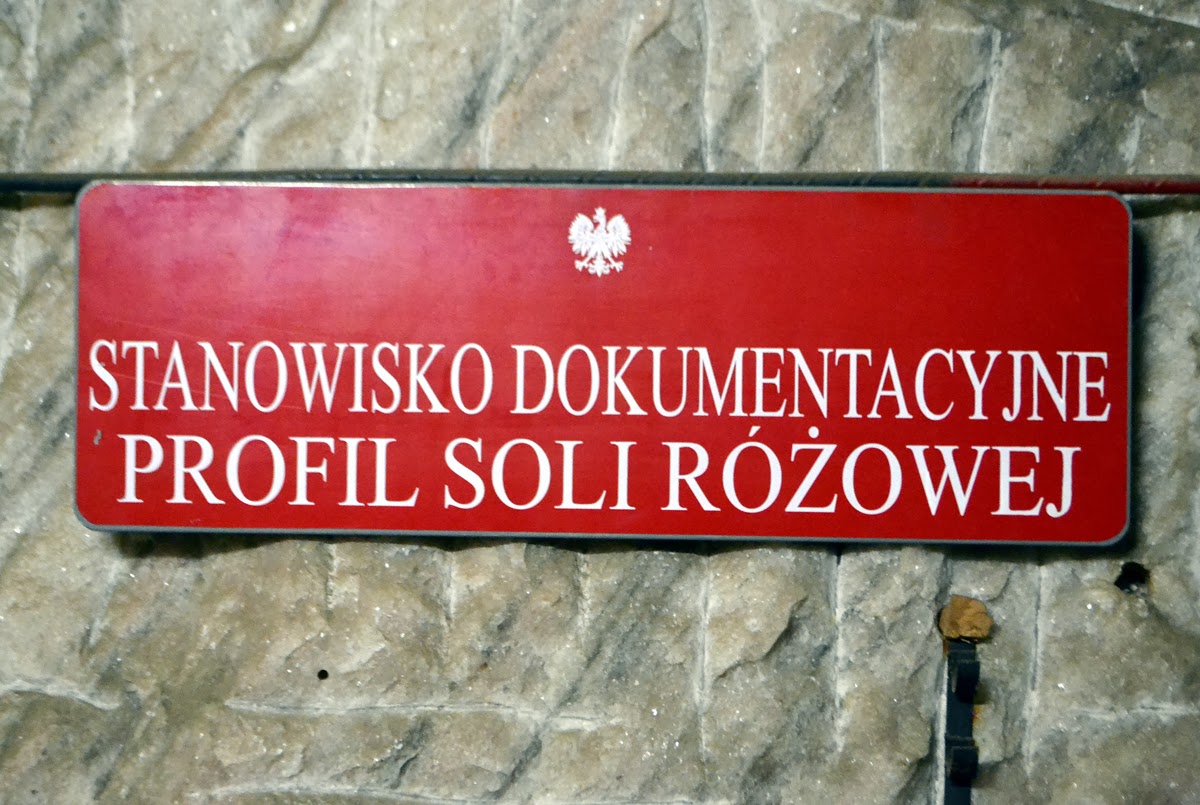 STANOWISKO DOKUMENTACYJNE
PROFIL SOLI RÓŻOWEJ